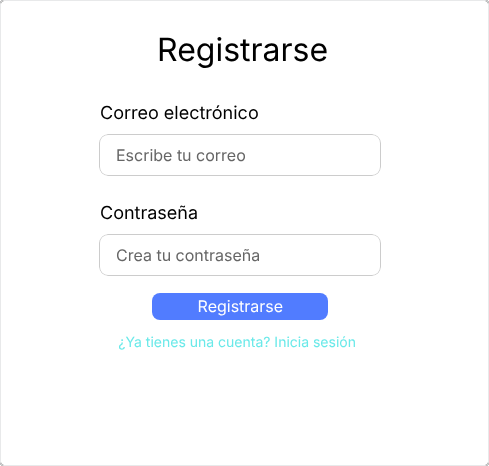 Registrarse
Correo electrónico
Escribe tu correo
Contraseña
Crea tu contraseña
Registrarse
¿Ya tienes una cuenta? Inicia sesión